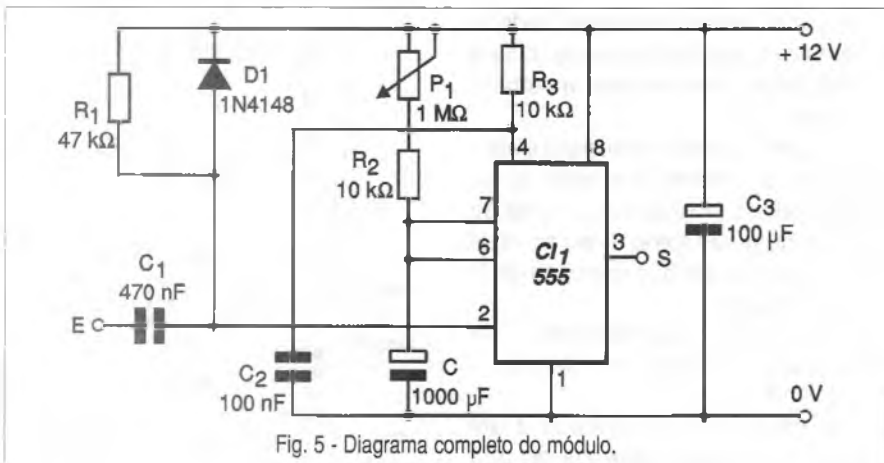 + 12 V
D1
1N4148
R1
47 kΩ
P1
1 MΩ
R3
10 kΩ
R2
10 kΩ
4
8
7
6
2
3
S
1
CI1
555
C3
100 µF
C1
470 nF
E
C2
100 nF
C
1000 µF
0 V
Fig. 5 - Diagrama completo do módulo.